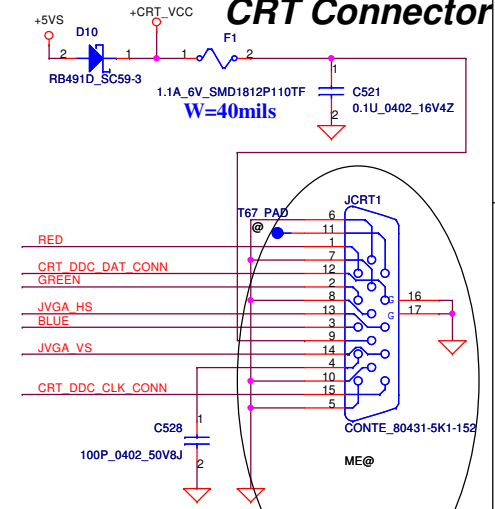 CRT Connector
+5VS
+CRT_VCC
D10
F1
2
1
1
2
RB491D_SC59-3
1.1A_6V_SMD1812P110TF
W=40mils
1
C521
0.1U_0402_16V4Z
2
T67 PAD
@
JCRT1
6
11
RED
1
7
CRT_DDC_DAT_CONN
12
GREEN
2
8
G
16
JVGA_HS
13
G
17
BLUE
3
9
JVGA_VS
14
4
10
CRT_DDC_CLK_CONN
15
5
1
C528
CONTE_80431-5K1-152
100P_0402_50V8J
2
ME@